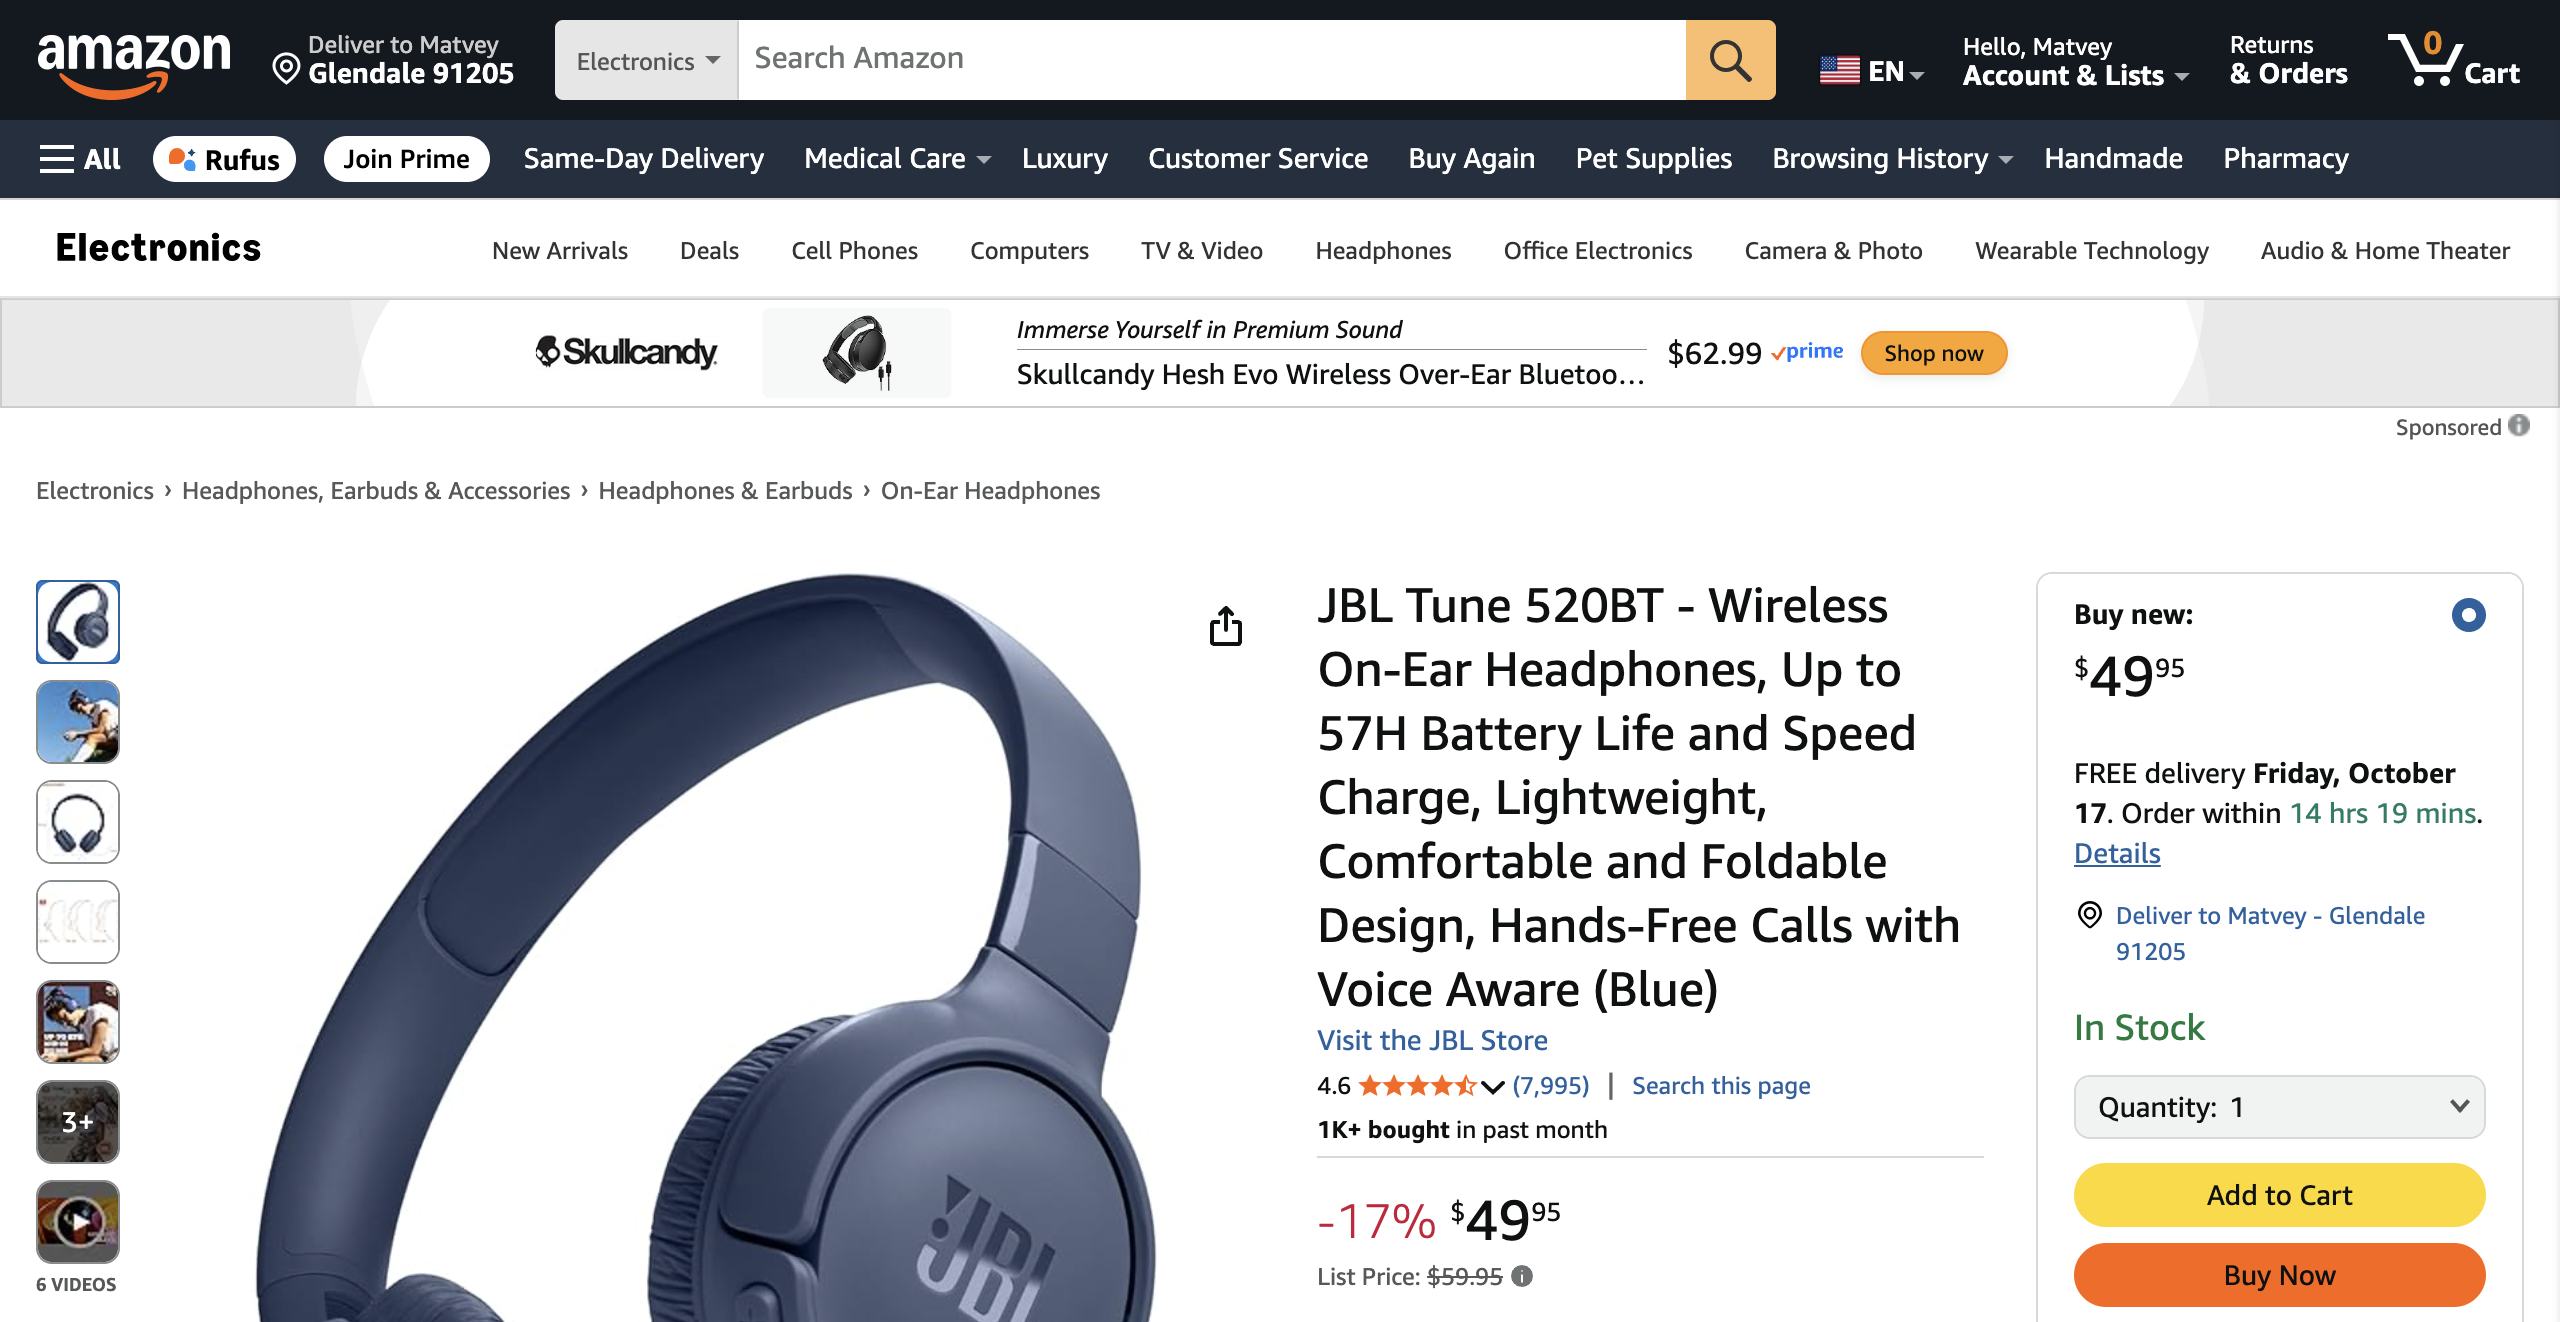 amazon
Deliver to Matvey
Glendale 91205
Electronics
Search Amazon
EN
Hello, Matvey
Account & Lists
Returns
& Orders
0
Cart
All
Rufus
Join Prime
Same-Day Delivery
Medical Care
Luxury
Customer Service
Buy Again
Pet Supplies
Browsing History
Handmade
Pharmacy
Electronics
New Arrivals
Deals
Cell Phones
Computers
TV & Video
Headphones
Office Electronics
Camera & Photo
Wearable Technology
Audio & Home Theater
Skullcandy
Immerse Yourself in Premium Sound
Skullcandy Hesh Evo Wireless Over-Ear Bluetoo...
$62.99 prime
Shop now
Sponsored
Electronics › Headphones, Earbuds & Accessories › Headphones & Earbuds › On-Ear Headphones
3+
6 VIDEOS
JBL
JBL Tune 520BT - Wireless
On-Ear Headphones, Up to
57H Battery Life and Speed
Charge, Lightweight,
Comfortable and Foldable
Design, Hands-Free Calls with
Voice Aware (Blue)
Visit the JBL Store
4.6 (7,995) | Search this page
1K+ bought in past month
-17% $49.95
List Price: $59.95
Buy new:
$49.95
FREE delivery Friday, October
17. Order within 14 hrs 19 mins.
Details
Deliver to Matvey - Glendale
91205
In Stock
Quantity: 1
Add to Cart
Buy Now